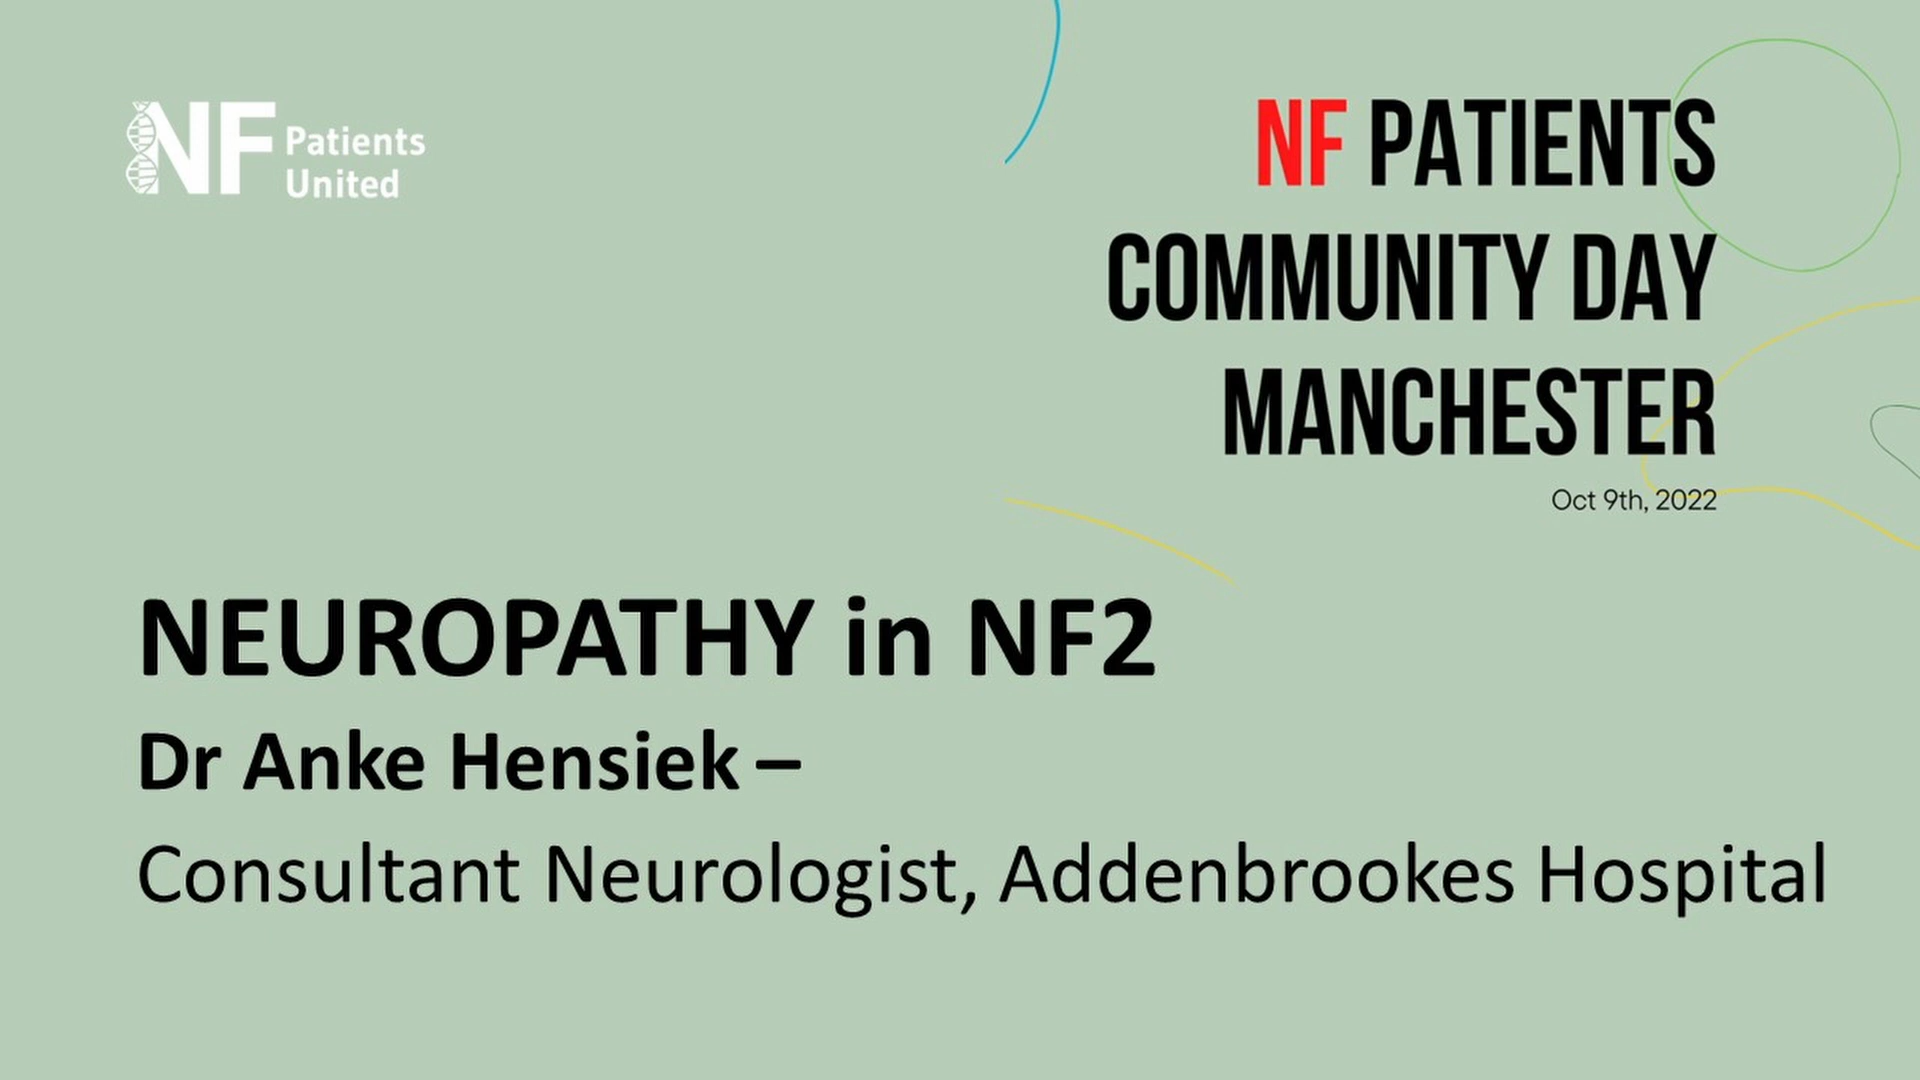 NF Patients
United
NF PATIENTS
COMMUNITY DAY
MANCHESTER
Oct 9th, 2022
NEUROPATHY in NF2
Dr Anke Hensiek –
Consultant Neurologist, Addenbrookes Hospital